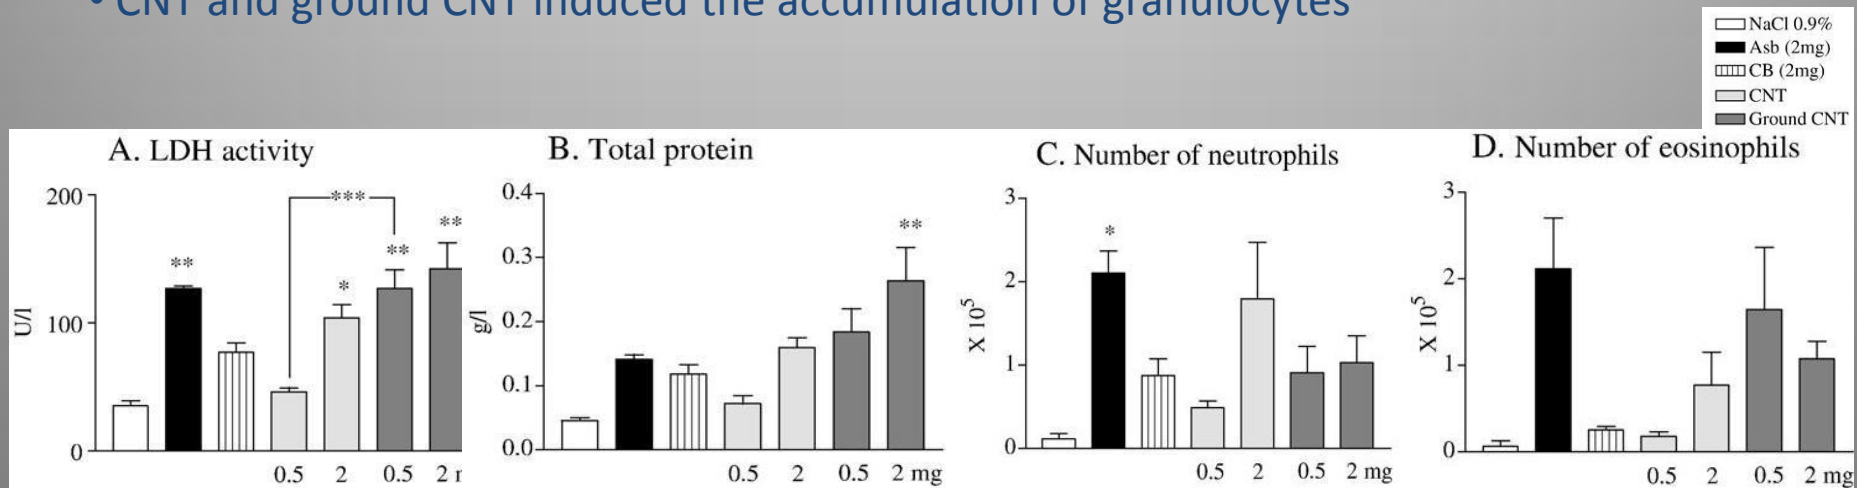 • CNT and ground CNT induced the accumulation of granulocytes
NaCl 0.9%
Asb (2mg)
CB (2mg)
CNT
Ground CNT
A. LDH activity
200
100
0
U/l
***
**
*
**
**
0.5 2 0.5 2 r
B. Total protein
0.4
0.3
0.2
0.1
0.0
g/l
**
0.5 2 0.5 2 mg
C. Number of neutrophils
3
2
1
0
X 10⁵
*
0.5 2 0.5 2 mg
D. Number of eosinophils
3
2
1
0
X 10⁵
0.5 2 0.5 2 mg